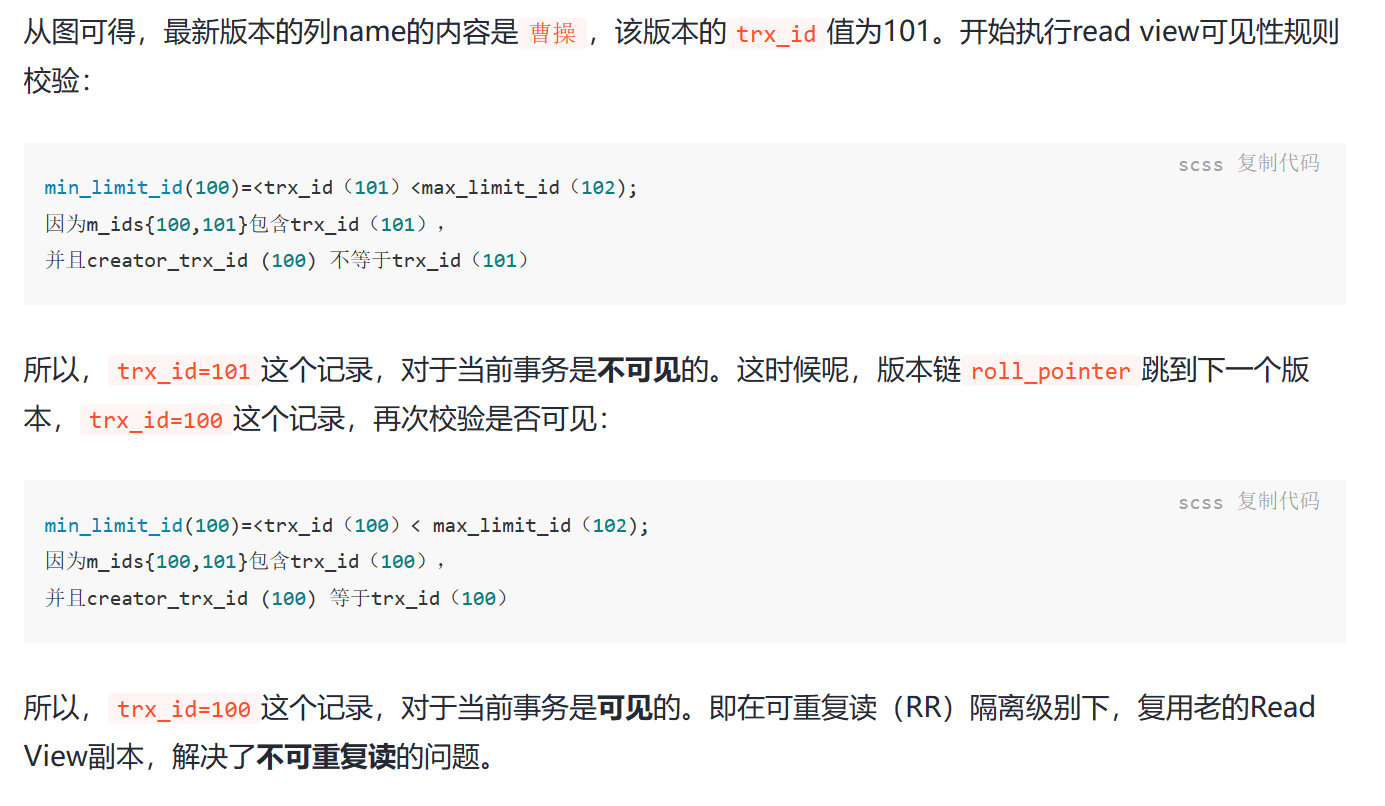 从图可得，最新版本的列name的内容是 曹操 ，该版本的 trx_id 值为101。开始执行read view可见性规则
校验：
scss 复制代码
min_limit_id(100)=<trx_id（101）<max_limit_id（102);
因为m_ids{100,101}包含trx_id（101），
并且creator_trx_id (100) 不等于trx_id（101）
所以， trx_id=101 这个记录，对于当前事务是不可见的。这时候呢，版本链 roll_pointer 跳到下一个版
本， trx_id=100 这个记录，再次校验是否可见：
scss 复制代码
min_limit_id(100)=<trx_id（100）< max_limit_id（102);
因为m_ids{100,101}包含trx_id（100），
并且creator_trx_id (100) 等于trx_id（100）
所以， trx_id=100 这个记录，对于当前事务是可见的。即在可重复读（RR）隔离级别下，复用老的Read
View副本，解决了不可重复读的问题。